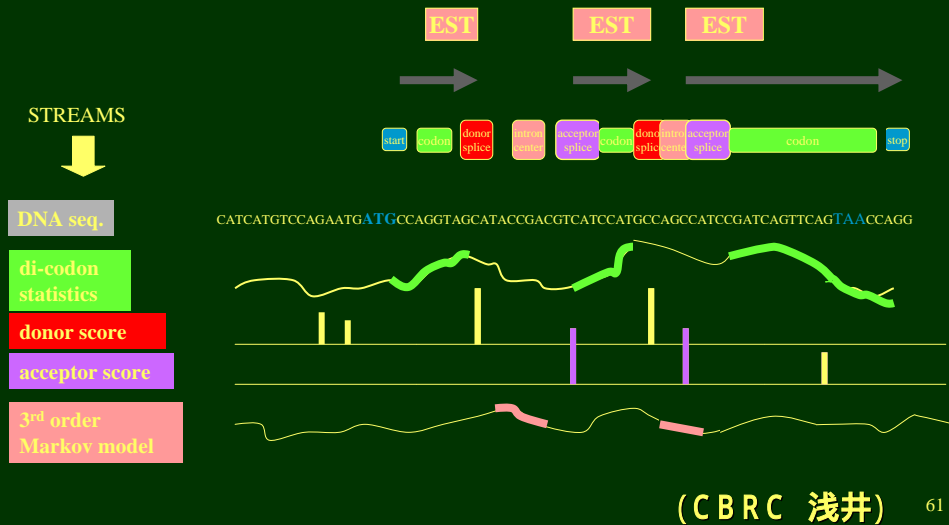 EST EST EST
STREAMS
start codon donor splice intron center acceptor splice codon donor splice intron center acceptor splice codon stop
DNA seq.
CATCATGTCCAGAATGATGCCAGGTAGCATACCGACGTCATCCATGCCAGCCATCCGATCAGTTCAGTAACCAGG
di-codon
statistics
donor score
acceptor score
3rd order
Markov model
(CBRC 浅井)
61